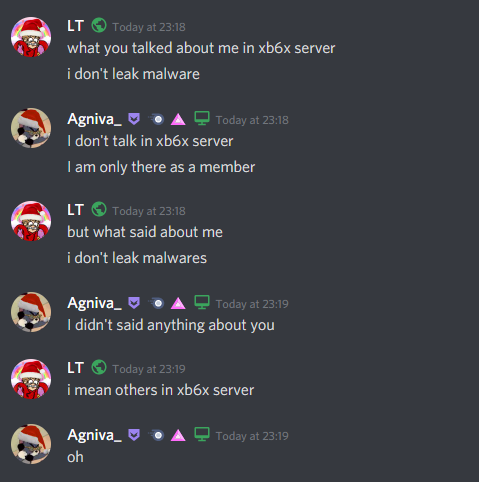 LT Today at 23:18
what you talked about me in xb6x server
i don't leak malware
Agniva_ Today at 23:18
I don't talk in xb6x server
I am only there as a member
LT Today at 23:18
but what said about me
i don't leak malwares
Agniva_ Today at 23:19
I didn't said anything about you
LT Today at 23:19
i mean others in xb6x server
Agniva_ Today at 23:19
oh